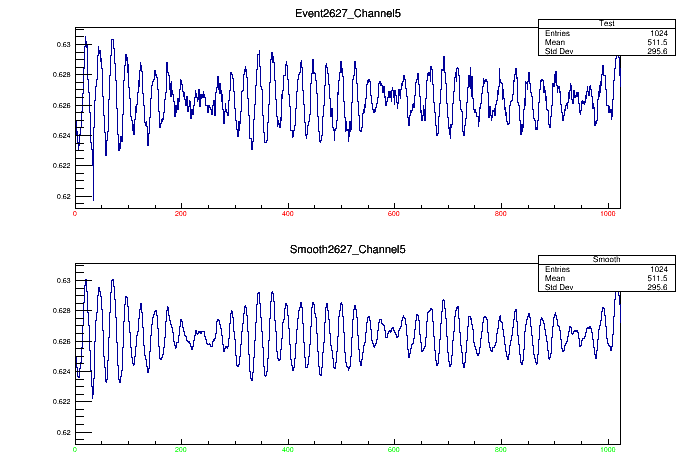 Event2627_Channel5
Test
Entries 1024
Mean 511.5
Std Dev 295.6
0.63
0.628
0.626
0.624
0.622
0.62
0 200 400 600 800 1000
Smooth2627_Channel5
Smooth
Entries 1024
Mean 511.5
Std Dev 295.6
0.63
0.628
0.626
0.624
0.622
0.62
0 200 400 600 800 1000